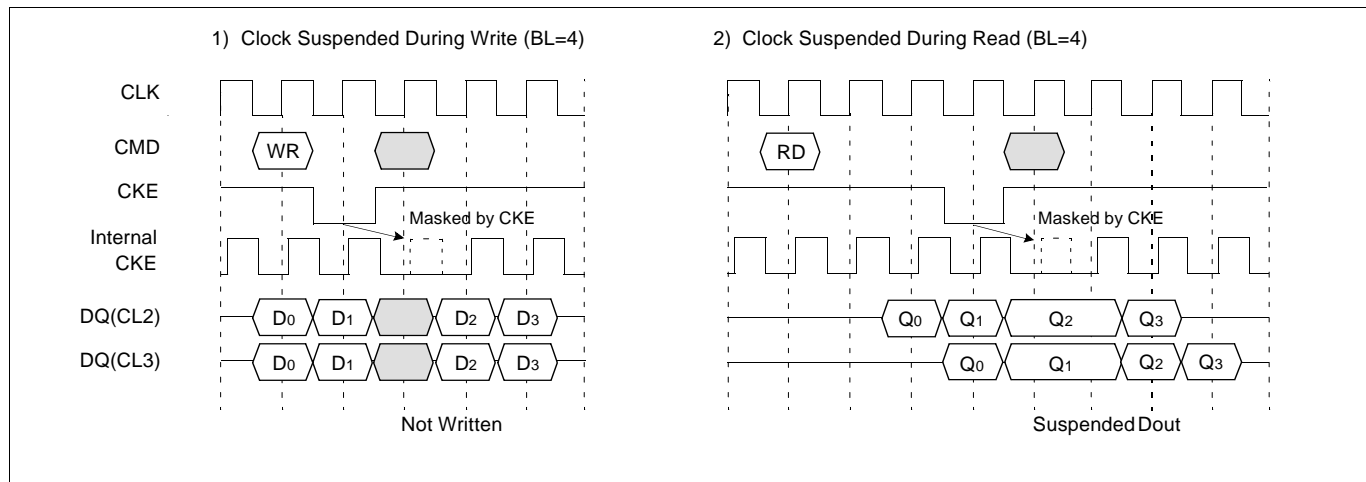 1) Clock Suspended During Write (BL=4)
2) Clock Suspended During Read (BL=4)
CLK
CMD
WR
RD
CKE
Masked by CKE
Masked by CKE
Internal
CKE
DQ(CL2)
D0 D1 D2 D3
Q0 Q1 Q2 Q3
DQ(CL3)
D0 D1 D2 D3
Q0 Q1 Q2 Q3
Not Written
Suspended Dout